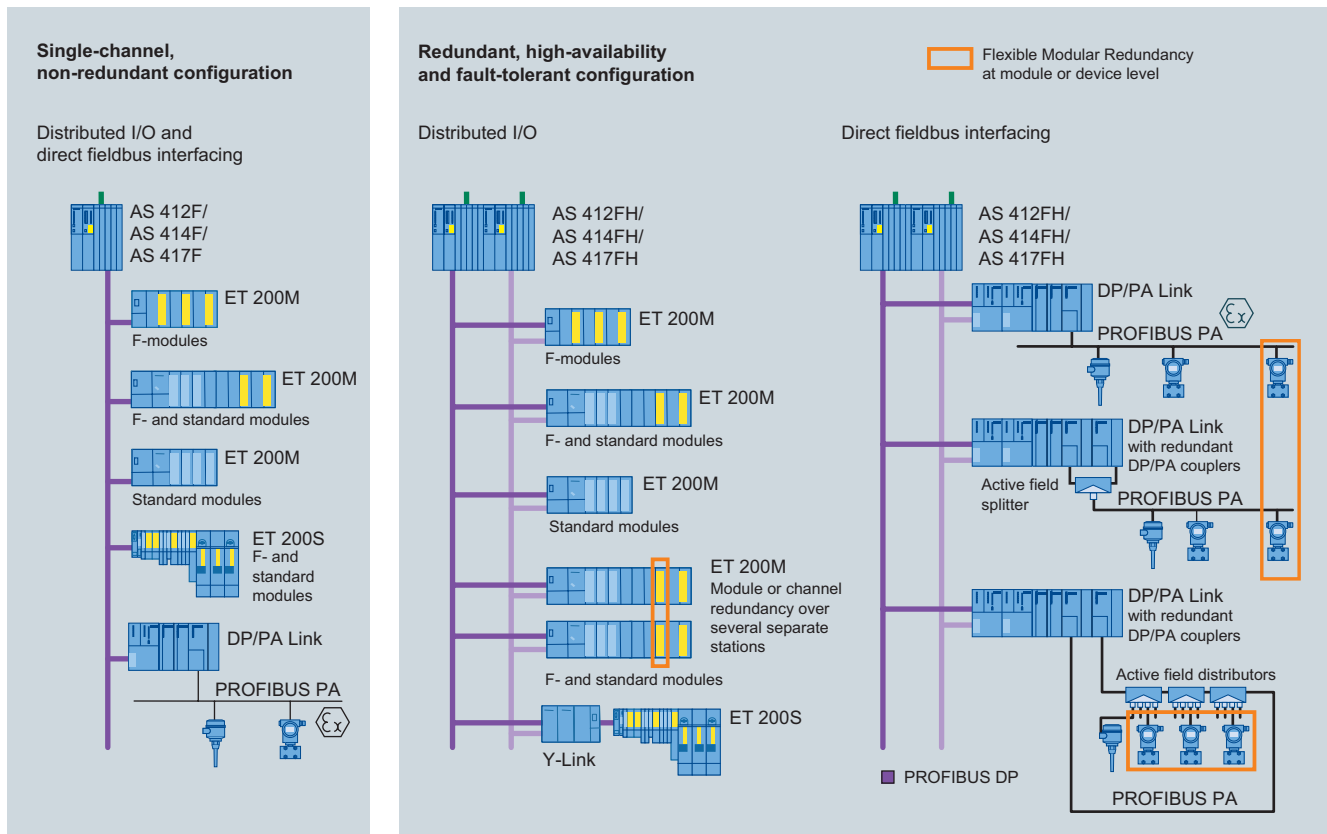 Single-channel,
non-redundant configuration
Distributed I/O and
direct fieldbus interfacing
AS 412F/
AS 414F/
AS 417F
ET 200M
F-modules
ET 200M
F- and standard modules
ET 200M
Standard modules
ET 200S
F- and
standard
modules
DP/PA Link
PROFIBUS PA
εx
Redundant, high-availability
and fault-tolerant configuration
Flexible Modular Redundancy
at module or device level
Distributed I/O
AS 412FH/
AS 414FH/
AS 417FH
ET 200M
F-modules
ET 200M
F- and standard modules
ET 200M
Standard modules
ET 200M
Module or channel
redundancy over
several separate
stations
F- and standard modules
Y-Link
ET 200S
Direct fieldbus interfacing
AS 412FH/
AS 414FH/
AS 417FH
DP/PA Link
εx
PROFIBUS PA
DP/PA Link
with redundant
DP/PA couplers
Active field
splitter
PROFIBUS PA
DP/PA Link
with redundant
DP/PA couplers
Active field distributors
PROFIBUS DP
PROFIBUS PA